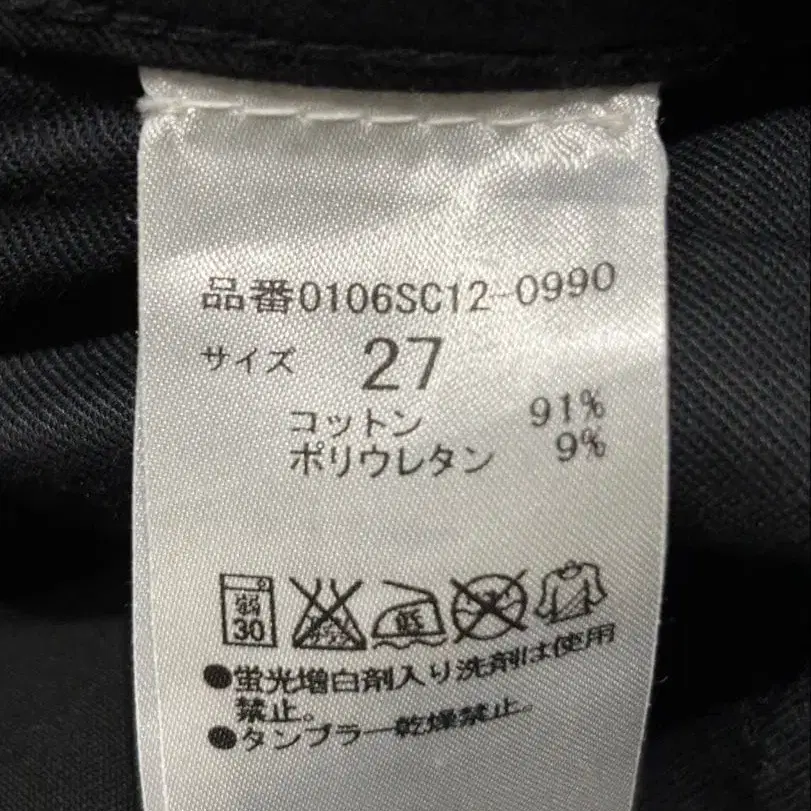 品番0106SC12-0990
サイズ 27
コットン 91%
ポリウレタン 9%
弱
30
低
●蛍光増白剤入り洗剤は使用
禁止。
●タンブラー乾燥禁止。